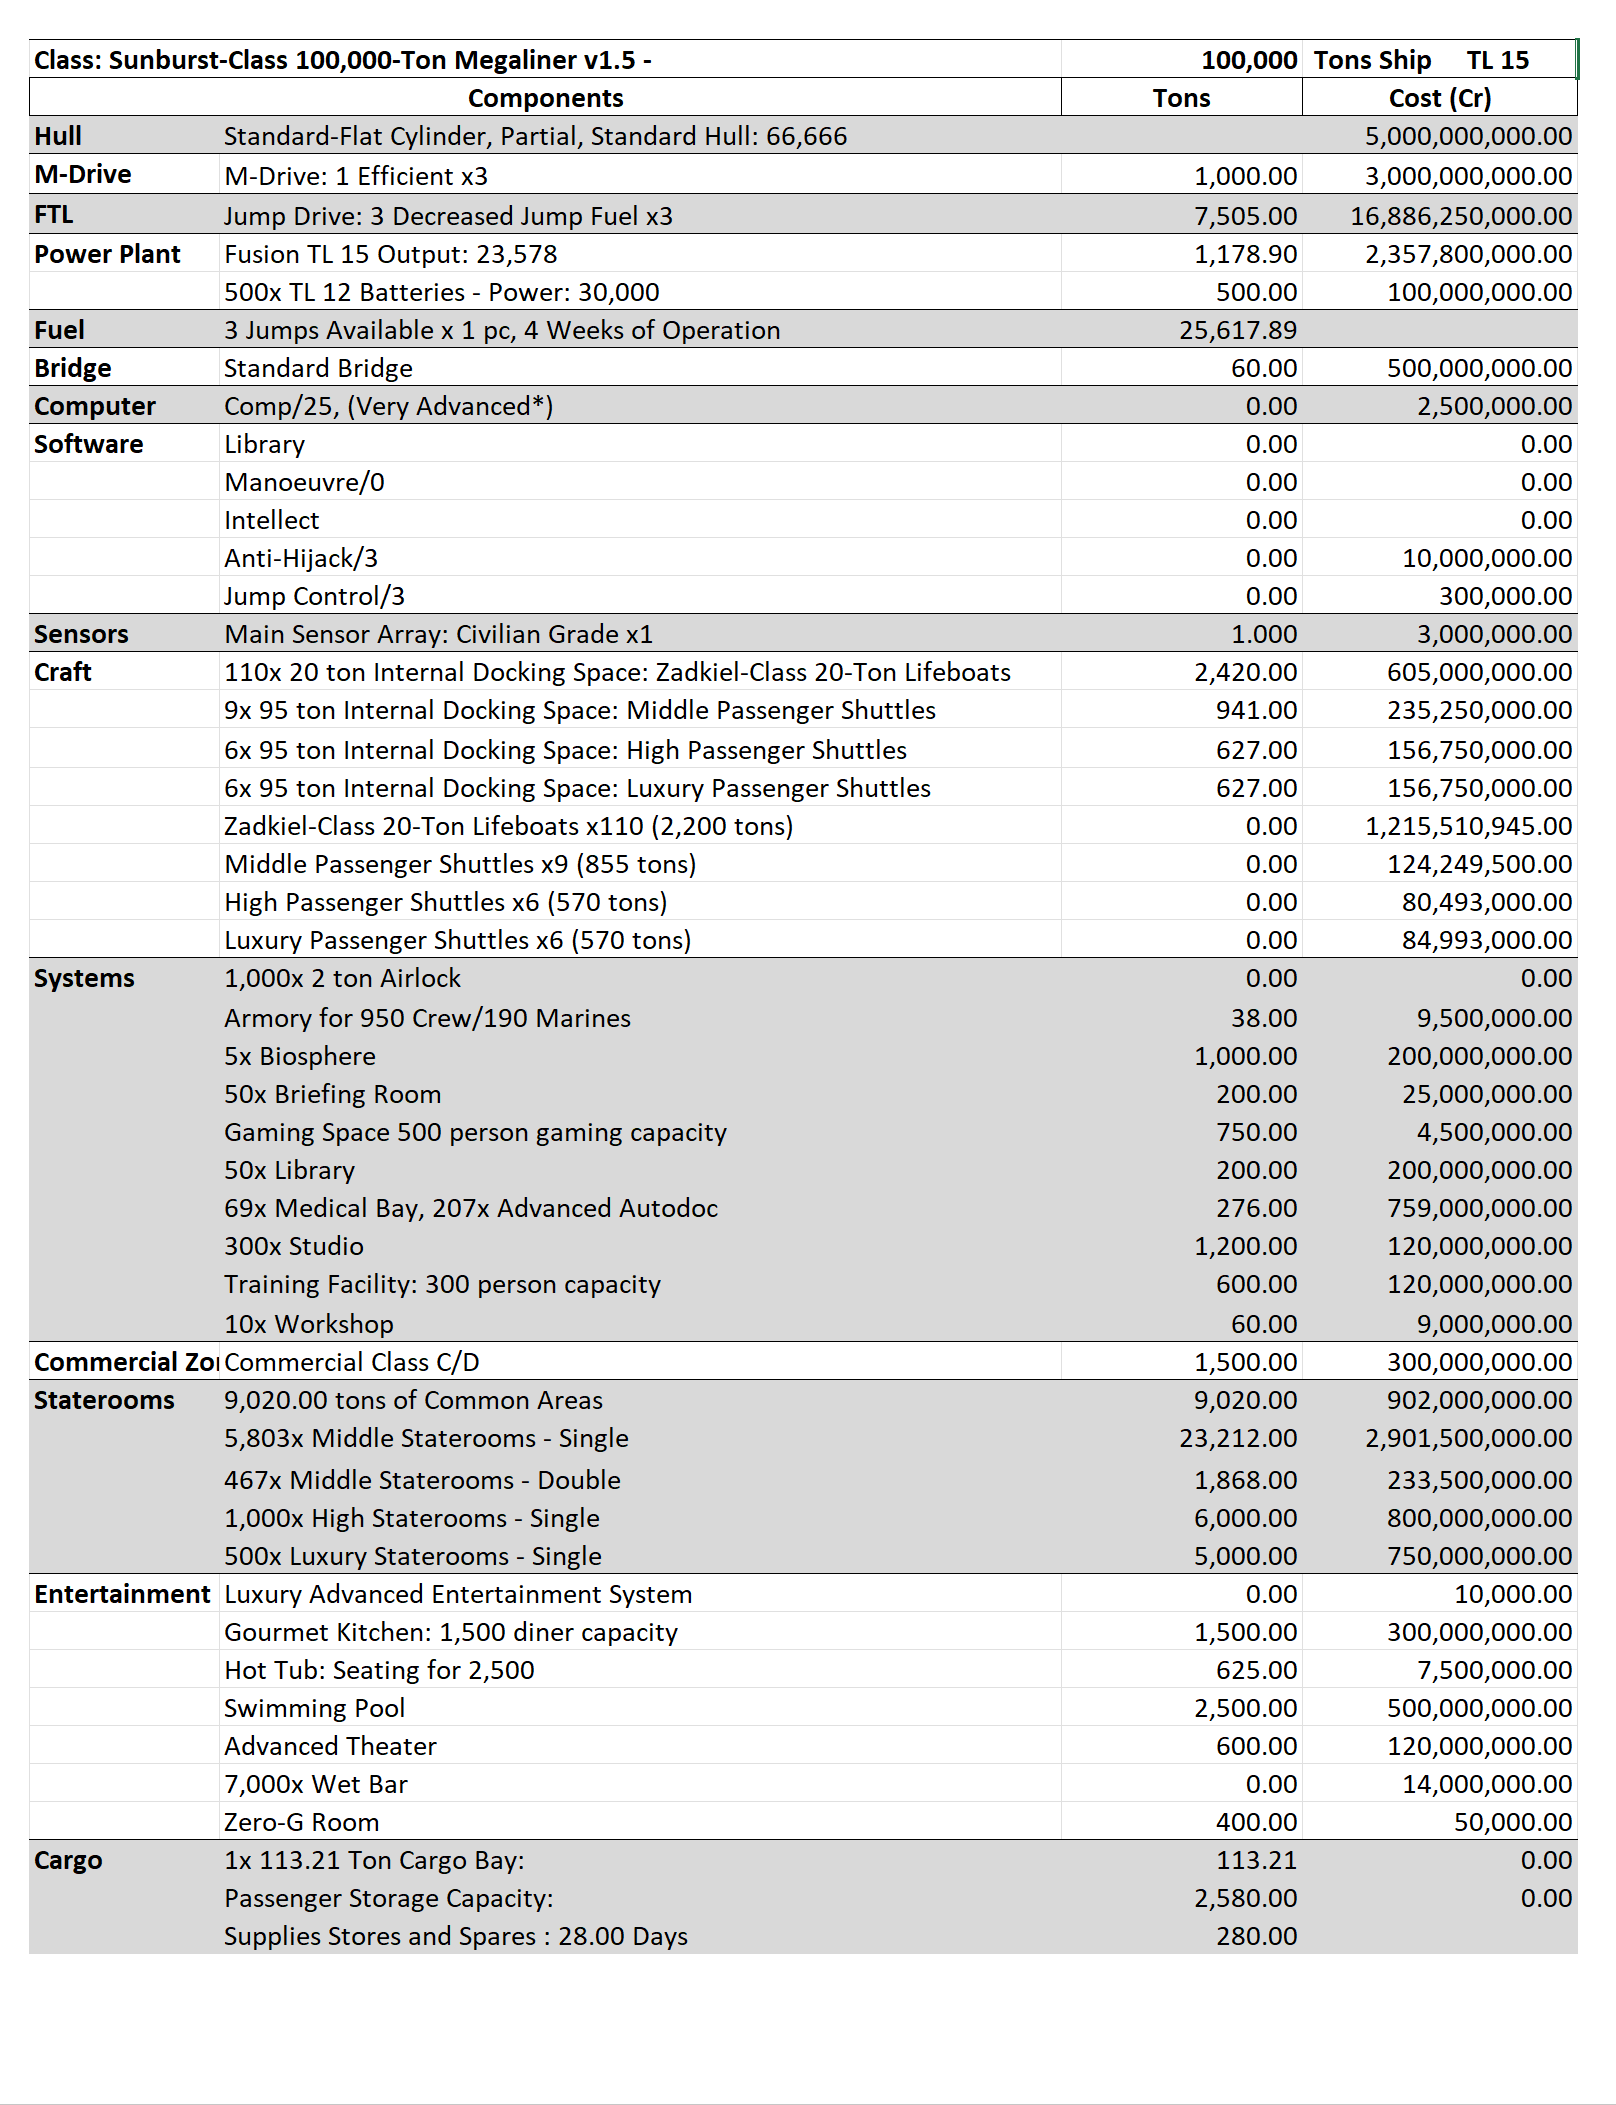 Class: Sunburst-Class 100,000-Ton Megaliner v1.5 - 100,000 Tons Ship TL 15
Components Tons Cost (Cr)
Hull Standard-Flat Cylinder, Partial, Standard Hull: 66,666 5,000,000,000.00
M-Drive M-Drive: 1 Efficient x3 1,000.00 3,000,000,000.00
FTL Jump Drive: 3 Decreased Jump Fuel x3 7,505.00 16,886,250,000.00
Power Plant Fusion TL 15 Output: 23,578 1,178.90 2,357,800,000.00
500x TL 12 Batteries - Power: 30,000 500.00 100,000,000.00
Fuel 3 Jumps Available x 1 pc, 4 Weeks of Operation 25,617.89
Bridge Standard Bridge 60.00 500,000,000.00
Computer Comp/25, (Very Advanced*) 0.00 2,500,000.00
Software Library 0.00 0.00
Manoeuvre/0 0.00 0.00
Intellect 0.00 0.00
Anti-Hijack/3 0.00 10,000,000.00
Jump Control/3 0.00 300,000.00
Sensors Main Sensor Array: Civilian Grade x1 1.000 3,000,000.00
Craft 110x 20 ton Internal Docking Space: Zadkiel-Class 20-Ton Lifeboats 2,420.00 605,000,000.00
9x 95 ton Internal Docking Space: Middle Passenger Shuttles 941.00 235,250,000.00
6x 95 ton Internal Docking Space: High Passenger Shuttles 627.00 156,750,000.00
6x 95 ton Internal Docking Space: Luxury Passenger Shuttles 627.00 156,750,000.00
Zadkiel-Class 20-Ton Lifeboats x110 (2,200 tons) 0.00 1,215,510,945.00
Middle Passenger Shuttles x9 (855 tons) 0.00 124,249,500.00
High Passenger Shuttles x6 (570 tons) 0.00 80,493,000.00
Luxury Passenger Shuttles x6 (570 tons) 0.00 84,993,000.00
Systems 1,000x 2 ton Airlock 0.00 0.00
Armory for 950 Crew/190 Marines 38.00 9,500,000.00
5x Biosphere 1,000.00 200,000,000.00
50x Briefing Room 200.00 25,000,000.00
Gaming Space 500 person gaming capacity 750.00 4,500,000.00
50x Library 200.00 200,000,000.00
69x Medical Bay, 207x Advanced Autodoc 276.00 759,000,000.00
300x Studio 1,200.00 120,000,000.00
Training Facility: 300 person capacity 600.00 120,000,000.00
10x Workshop 60.00 9,000,000.00
Commercial Zo Commercial Class C/D 1,500.00 300,000,000.00
Staterooms 9,020.00 tons of Common Areas 9,020.00 902,000,000.00
5,803x Middle Staterooms - Single 23,212.00 2,901,500,000.00
467x Middle Staterooms - Double 1,868.00 233,500,000.00
1,000x High Staterooms - Single 6,000.00 800,000,000.00
500x Luxury Staterooms - Single 5,000.00 750,000,000.00
Entertainment Luxury Advanced Entertainment System 0.00 10,000.00
Gourmet Kitchen: 1,500 diner capacity 1,500.00 300,000,000.00
Hot Tub: Seating for 2,500 625.00 7,500,000.00
Swimming Pool 2,500.00 500,000,000.00
Advanced Theater 600.00 120,000,000.00
7,000x Wet Bar 0.00 14,000,000.00
Zero-G Room 400.00 50,000.00
Cargo 1x 113.21 Ton Cargo Bay: 113.21 0.00
Passenger Storage Capacity: 2,580.00 0.00
Supplies Stores and Spares : 28.00 Days 280.00